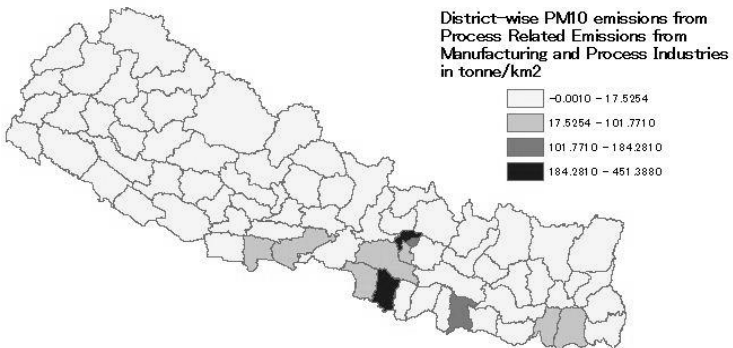 District-wise PM10 emissions from
Process Related Emissions from
Manufacturing and Process Industries
in tonne/km2
-0.0010 - 17.5254
17.5254 - 101.7710
101.7710 - 184.2810
184.2810 - 451.3880